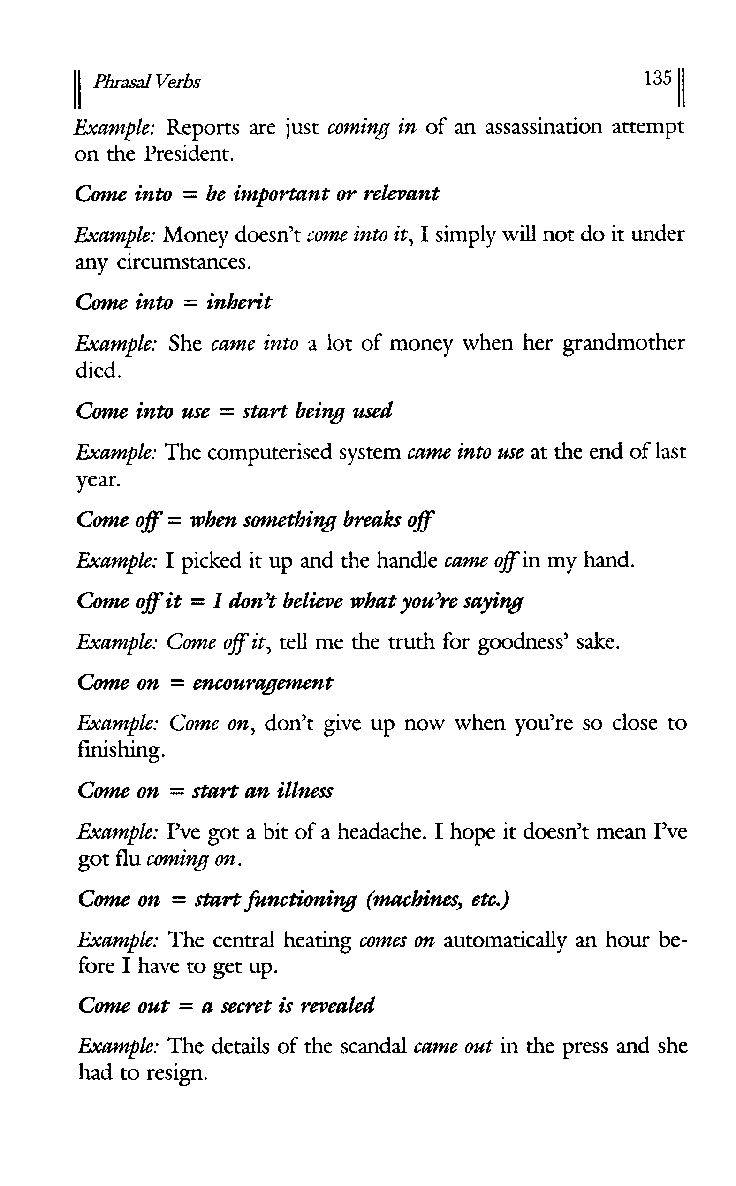 Phrasal Verbs 135
Example: Reports are just coming in of an assassination attempt
on the President.
Come into = be important or relevant
Example: Money doesn't come into it, I simply will not do it under
any circumstances.
Come into = inherit
Example: She came into a lot of money when her grandmother
died.
Come into use = start being used
Example: The computerised system came into use at the end of last
year.
Come off = when something breaks off
Example: I picked it up and the handle came off in my hand.
Come off it = I don't believe what you're saying
Example: Come off it, tell me the truth for goodness' sake.
Come on = encouragement
Example: Come on, don't give up now when you're so close to
finishing.
Come on = start an illness
Example: I've got a bit of a headache. I hope it doesn't mean I've
got flu coming on.
Come on = start functioning (machines, etc.)
Example: The central heating comes on automatically an hour be-
fore I have to get up.
Come out = a secret is revealed
Example: The details of the scandal came out in the press and she
had to resign.